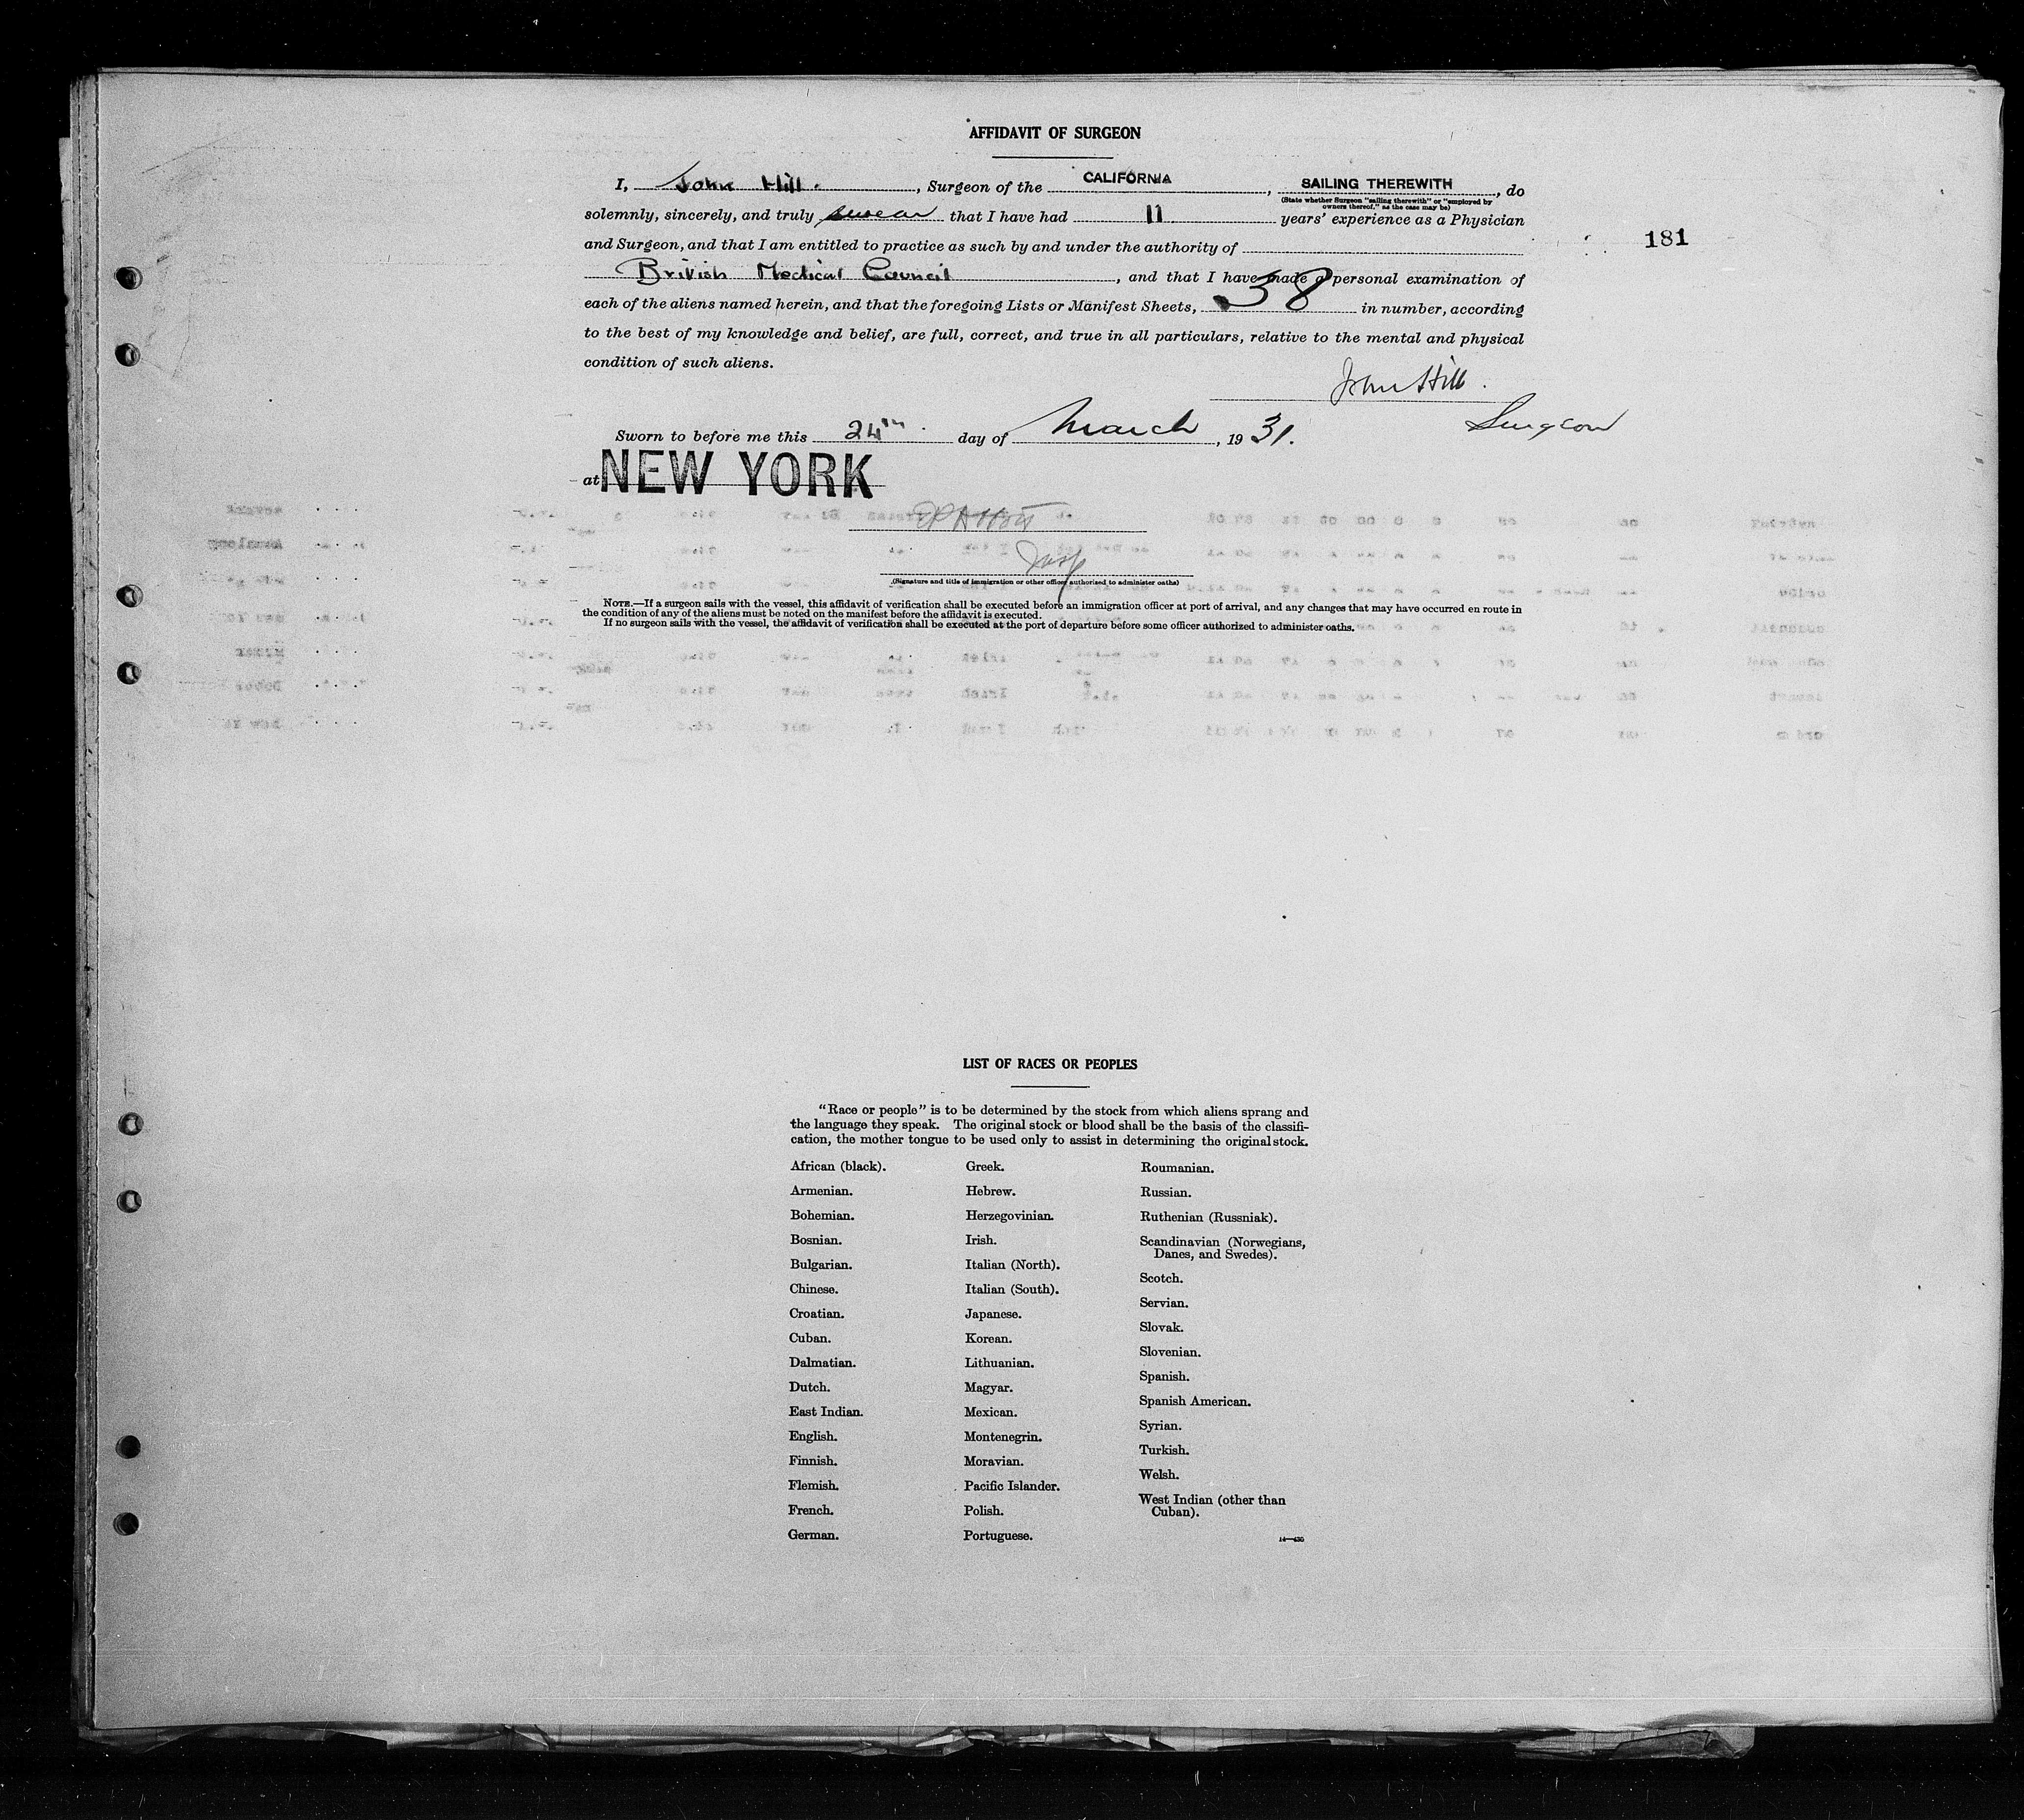 AFFIDAVIT OF SURGEON
I, John Hill. , Surgeon of the CALIFORNIA , SAILING THEREWITH , do
(State whether Surgeon "sailing therewith" or "employed by
owners thereof," as the case may be)
solemnly, sincerely, and truly swear that I have had 11 years' experience as a Physician
and Surgeon, and that I am entitled to practice as such by and under the authority of
181
British Medical Council , and that I have made a personal examination of
each of the aliens named herein, and that the foregoing Lists or Manifest Sheets, 38 in number, according
to the best of my knowledge and belief, are full, correct, and true in all particulars, relative to the mental and physical
condition of such aliens.
John Hill.
Surgeon
Sworn to before me this 24th day of March , 19 31.
at NEW YORK
(Signature and title of immigration or other officer authorized to administer oaths)
NOTE.—If a surgeon sails with the vessel, this affidavit of verification shall be executed before an immigration officer at port of arrival, and any changes that may have occurred en route in
the condition of any of the aliens must be noted on the manifest before the affidavit is executed.
If no surgeon sails with the vessel, the affidavit of verification shall be executed at the port of departure before some officer authorized to administer oaths.
LIST OF RACES OR PEOPLES
"Race or people" is to be determined by the stock from which aliens sprang and
the language they speak. The original stock or blood shall be the basis of the classifi-
cation, the mother tongue to be used only to assist in determining the original stock.
African (black).
Armenian.
Bohemian.
Bosnian.
Bulgarian.
Chinese.
Croatian.
Cuban.
Dalmatian.
Dutch.
East Indian.
English.
Finnish.
Flemish.
French.
German.
Greek.
Hebrew.
Herzegovinian.
Irish.
Italian (North).
Italian (South).
Japanese.
Korean.
Lithuanian.
Magyar.
Mexican.
Montenegrin.
Moravian.
Pacific Islander.
Polish.
Portuguese.
Roumanian.
Russian.
Ruthenian (Russniak).
Scandinavian (Norwegians,
Danes, and Swedes).
Scotch.
Servian.
Slovak.
Slovenian.
Spanish.
Spanish American.
Syrian.
Turkish.
Welsh.
West Indian (other than
Cuban).
14—430